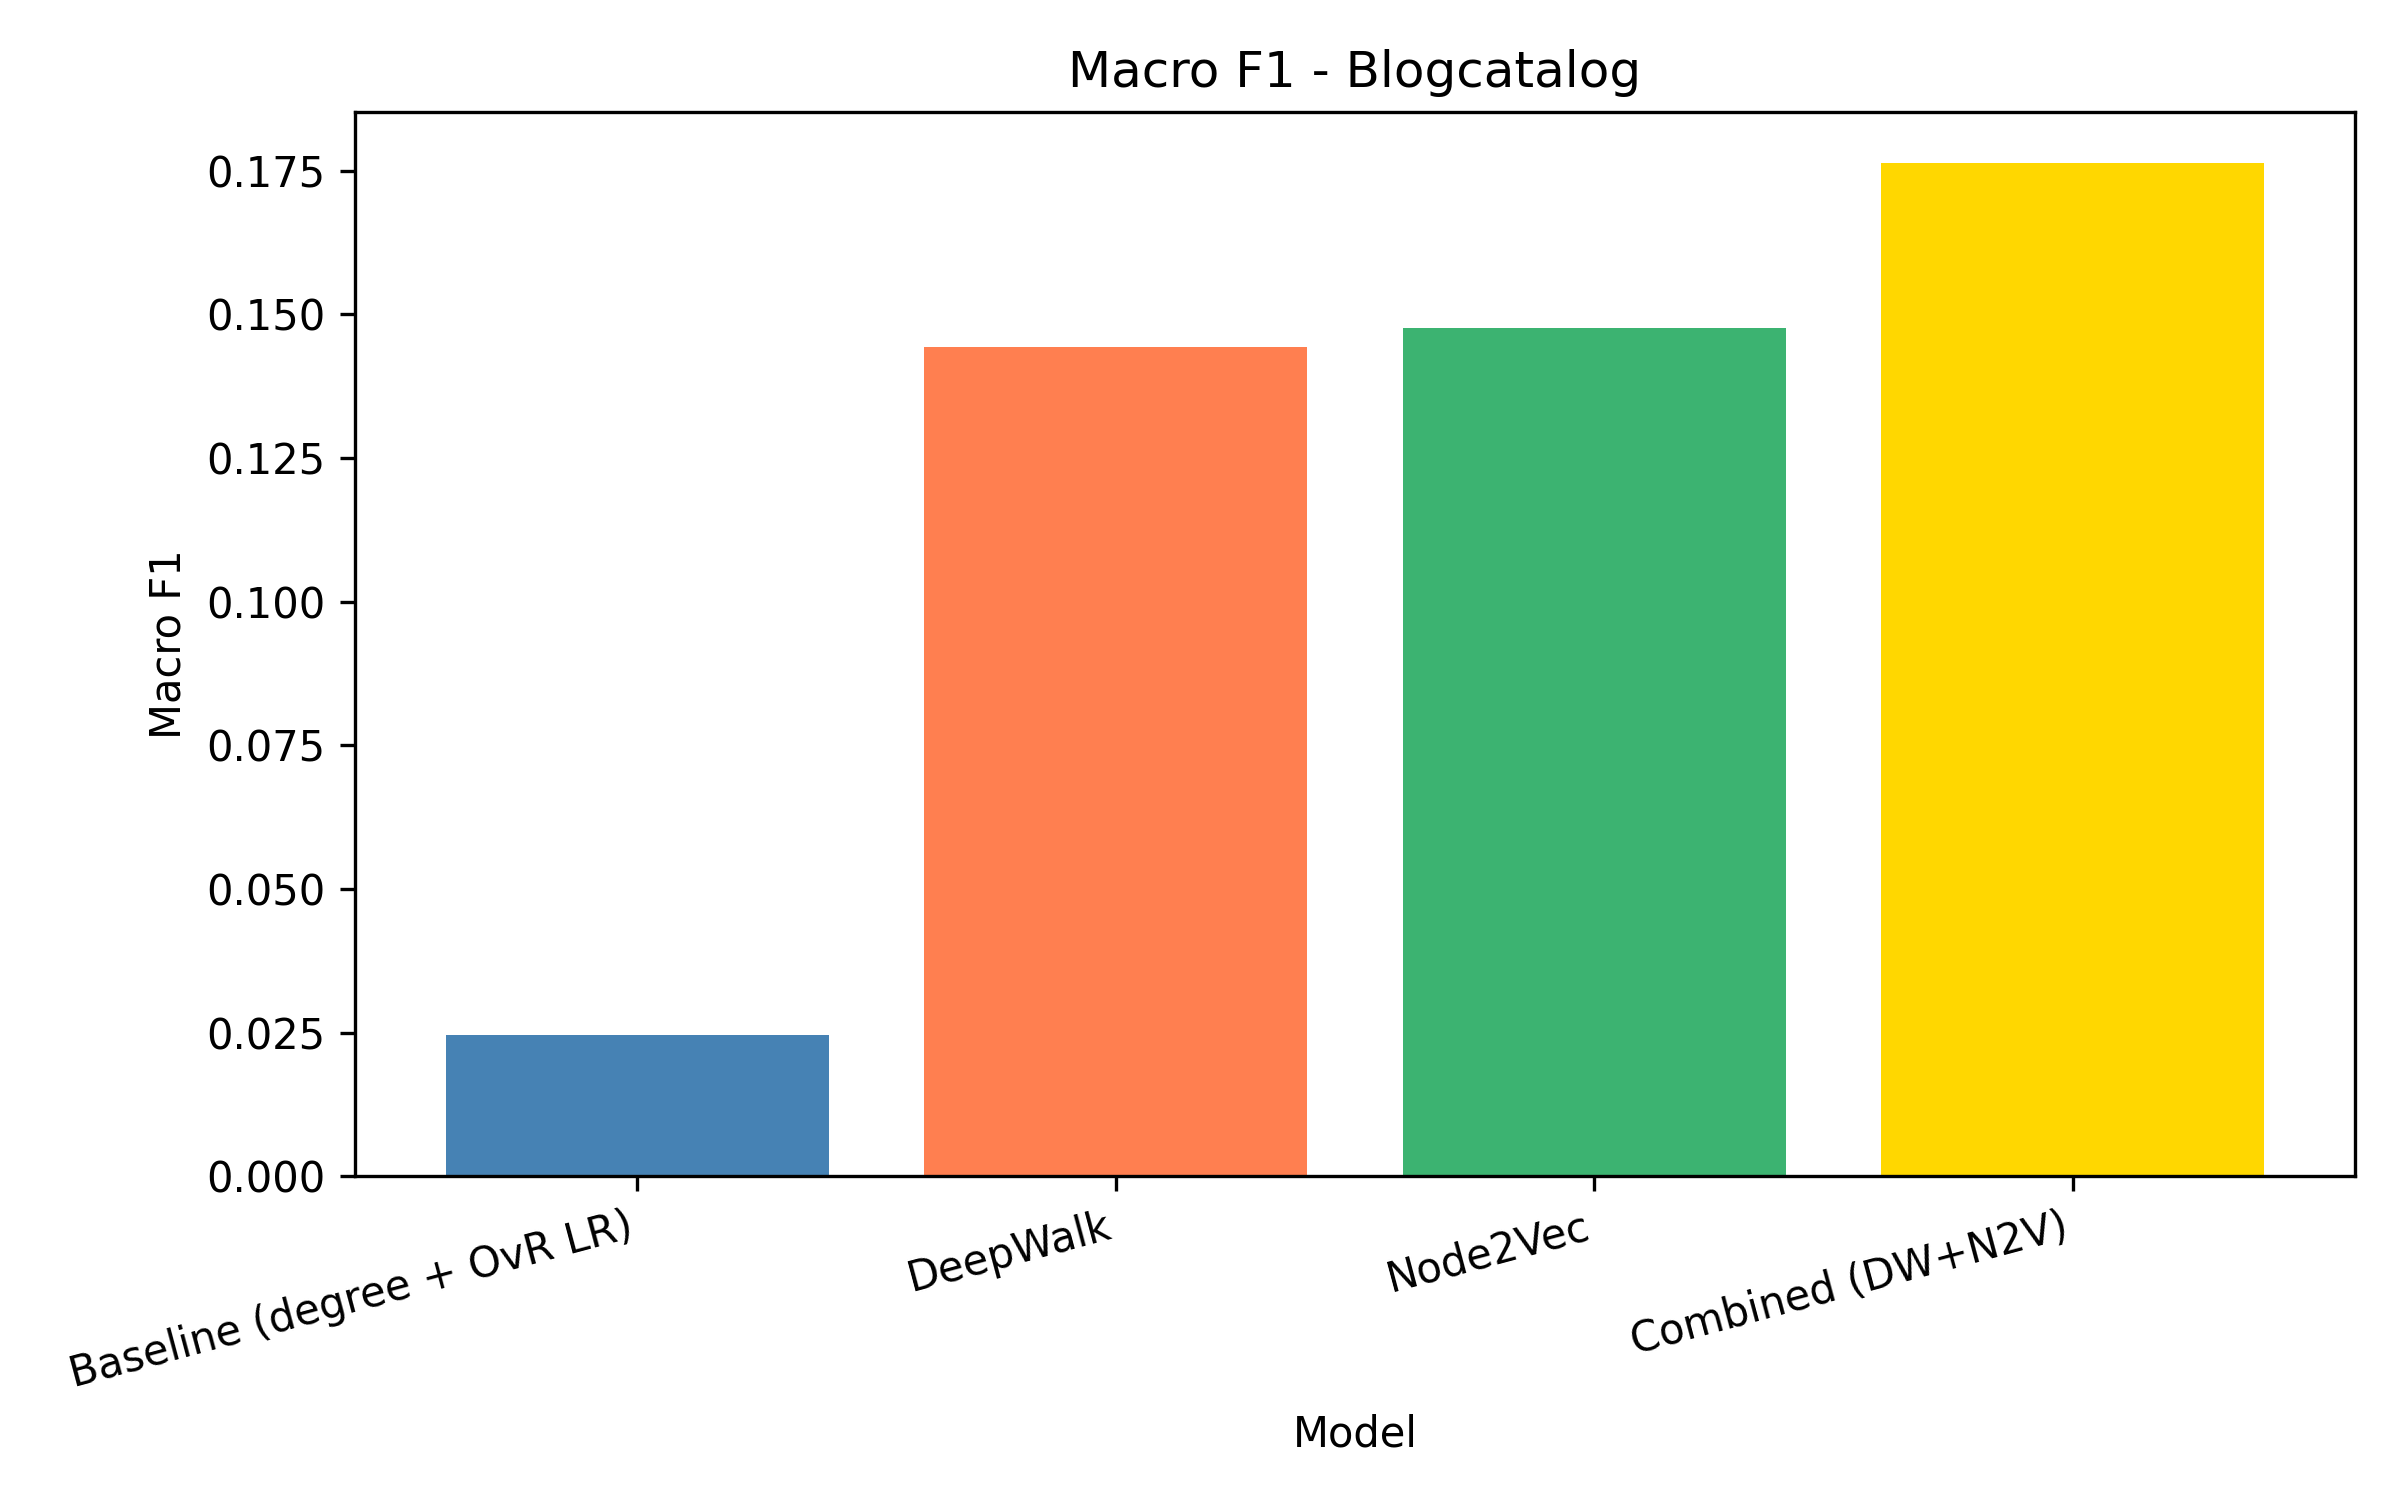 Macro F1 - Blogcatalog
Macro F1
0.175
0.150
0.125
0.100
0.075
0.050
0.025
0.000
Baseline (degree + OvR LR)
DeepWalk
Node2Vec
Combined (DW+N2V)
Model